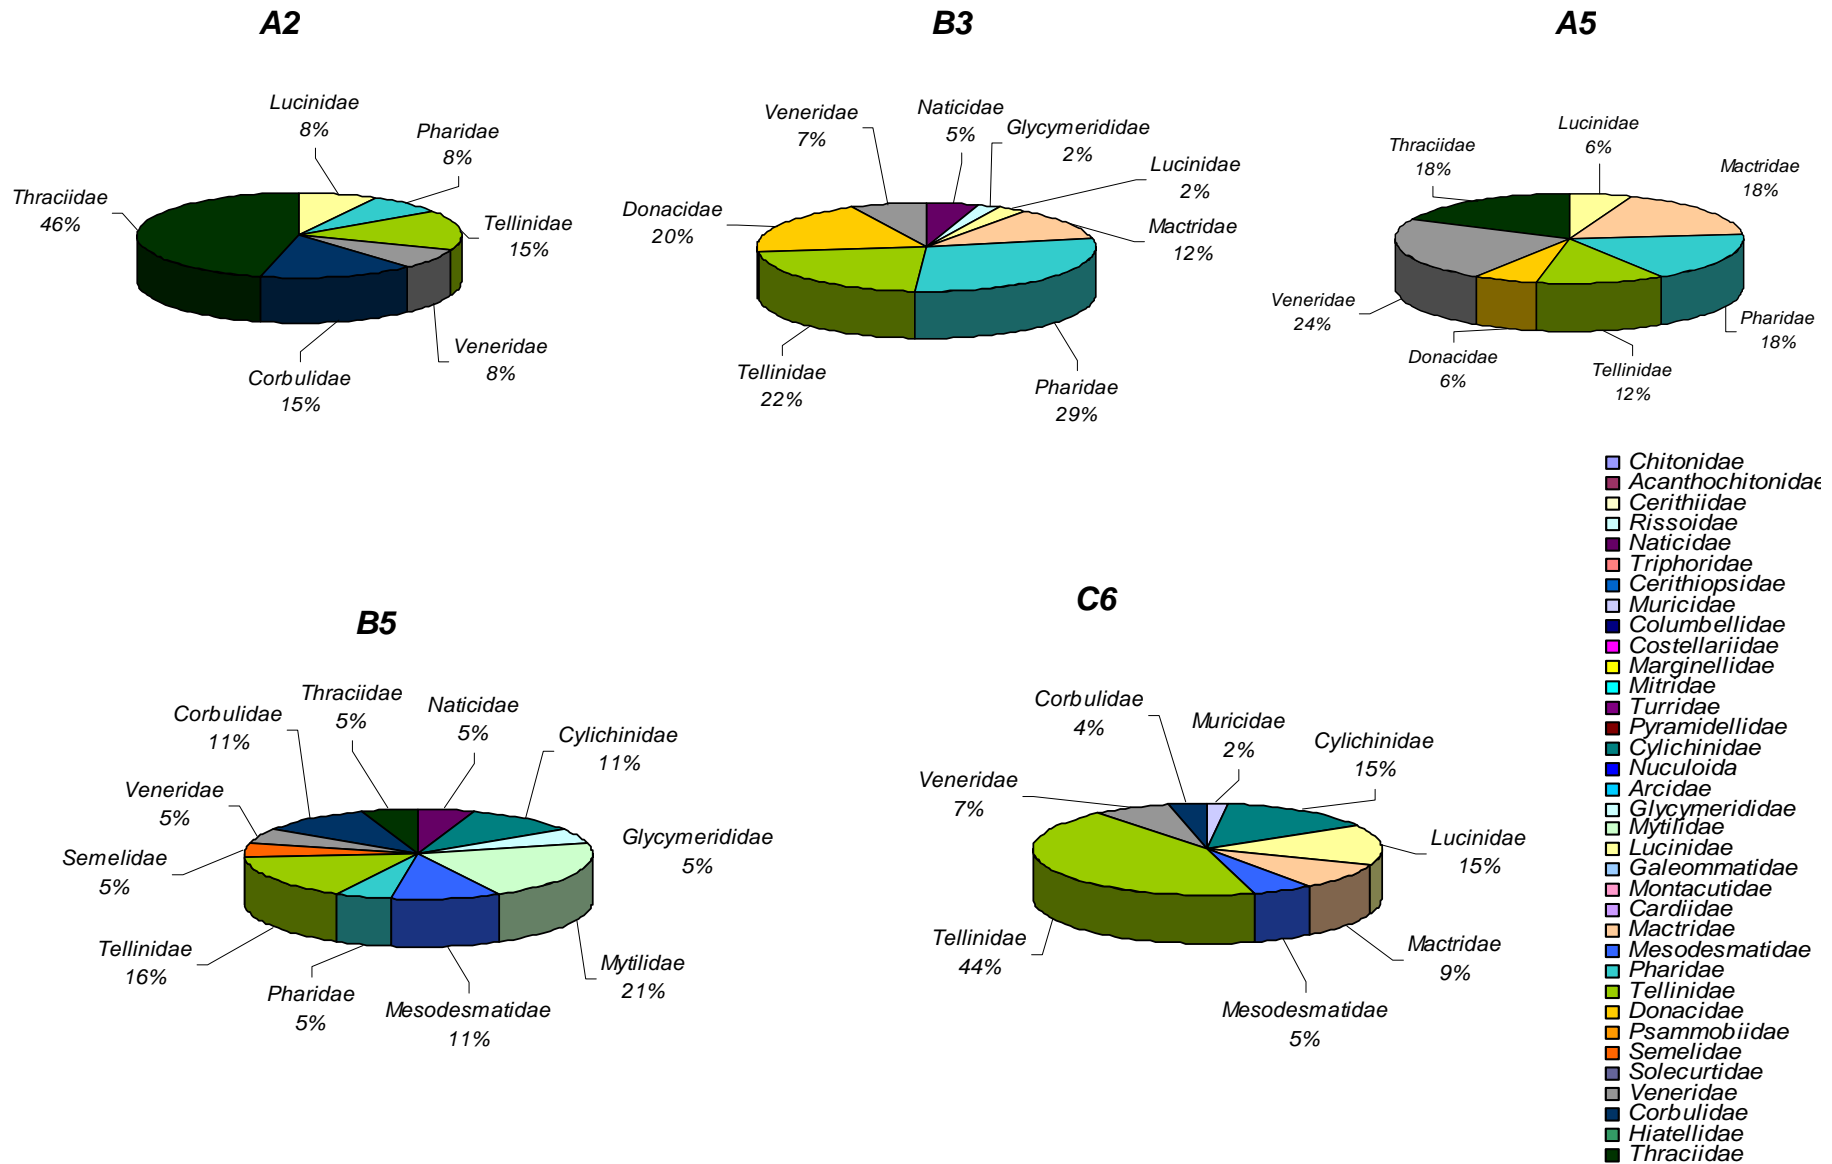 A2
Lucinidae
8%
Pharidae
8%
Thraciidae
46%
Tellinidae
15%
Veneridae
8%
Corbulidae
15%
B3
Veneridae
7%
Naticidae
5%
Glycymerididae
2%
Lucinidae
2%
Donacidae
20%
Mactridae
12%
Tellinidae
22%
Pharidae
29%
A5
Lucinidae
6%
Thraciidae
18%
Mactridae
18%
Veneridae
24%
Pharidae
18%
Donacidae
6%
Tellinidae
12%
B5
Thraciidae
5%
Naticidae
5%
Corbulidae
11%
Cylichinidae
11%
Veneridae
5%
Glycymerididae
5%
Semelidae
5%
Tellinidae
16%
Mytilidae
21%
Pharidae
5%
Mesodesmatidae
11%
C6
Corbulidae
4%
Muricidae
2%
Cylichinidae
15%
Veneridae
7%
Lucinidae
15%
Tellinidae
44%
Mactridae
9%
Mesodesmatidae
5%
Chitonidae
Acanthochitonidae
Cerithiidae
Rissoidae
Naticidae
Triphoridae
Cerithiopsidae
Muricidae
Columbellidae
Costellariidae
Marginellidae
Mitridae
Turridae
Pyramidellidae
Cylichinidae
Nuculoida
Arcidae
Glycymerididae
Mytilidae
Lucinidae
Galeommatidae
Montacutidae
Cardiidae
Mactridae
Mesodesmatidae
Pharidae
Tellinidae
Donacidae
Psammobiidae
Semelidae
Solecurtidae
Veneridae
Corbulidae
Hiatellidae
Thraciidae